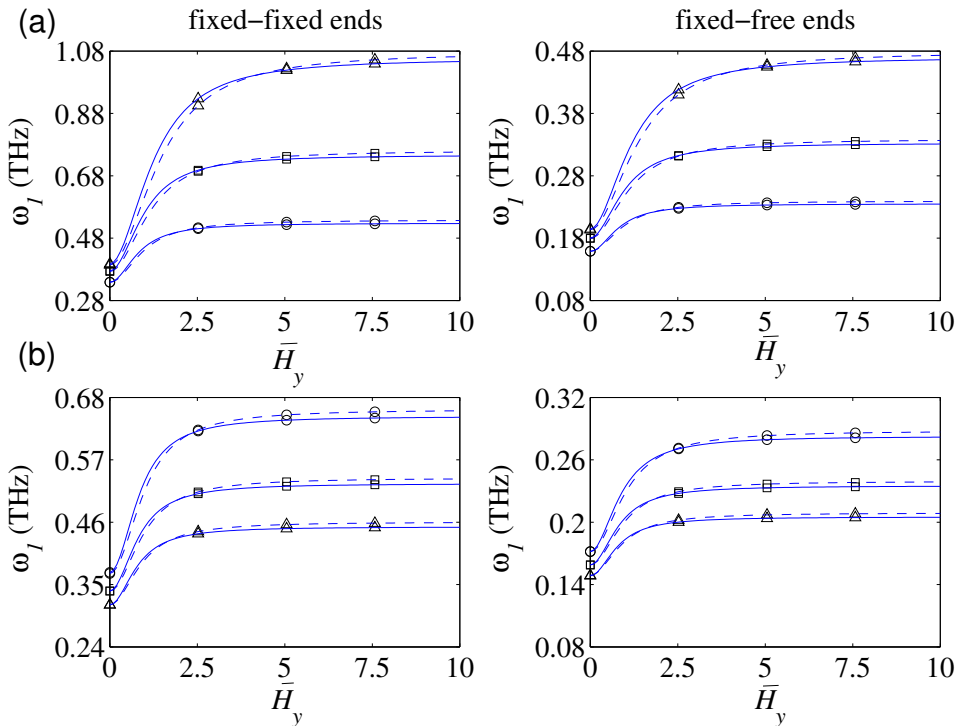 (a)
fixed−fixed ends
fixed−free ends
1.08
0.88
0.68
0.48
0.28
ω1 (THz)
0 2.5 5 7.5 10
H̄y
0.48
0.38
0.28
0.18
0.08
ω1 (THz)
0 2.5 5 7.5 10
H̄y
(b)
0.68
0.57
0.46
0.35
0.24
ω1 (THz)
0 2.5 5 7.5 10
H̄y
0.32
0.26
0.2
0.14
0.08
ω1 (THz)
0 2.5 5 7.5 10
H̄y